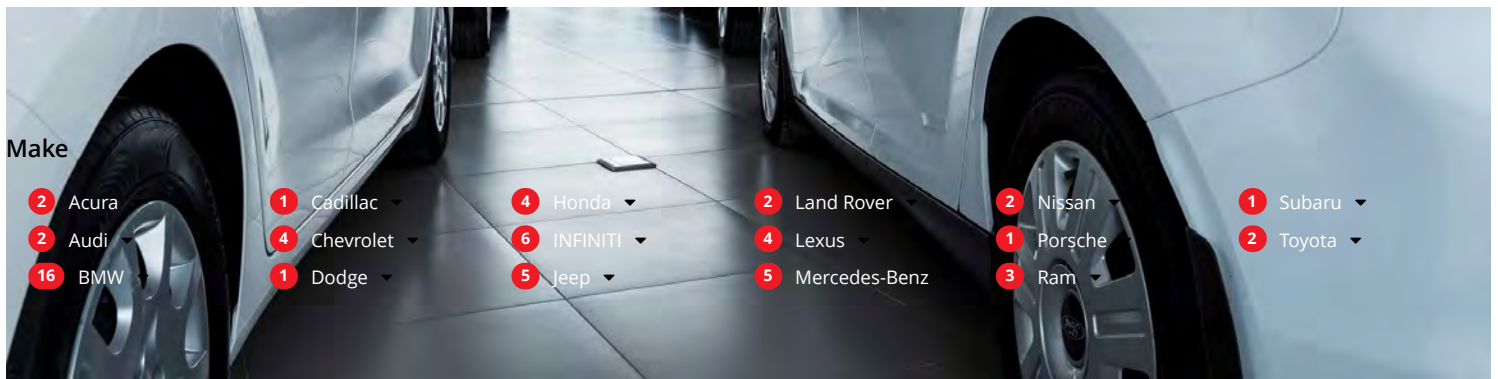 Make
2 Acura
2 Audi
16 BMW
1 Cadillac
4 Chevrolet
1 Dodge
4 Honda
6 INFINITI
5 Jeep
2 Land Rover
4 Lexus
5 Mercedes-Benz
2 Nissan
1 Porsche
3 Ram
1 Subaru
2 Toyota